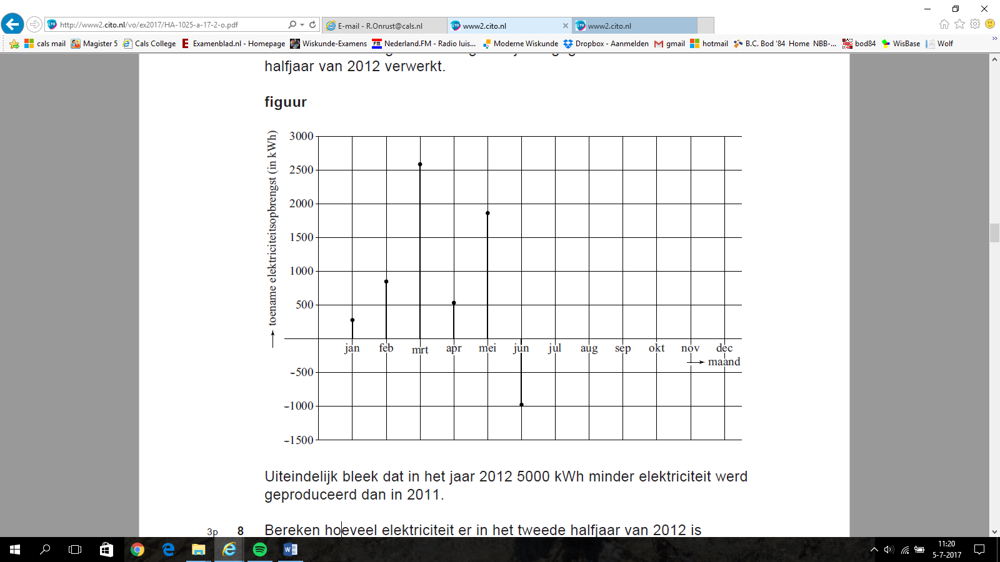 http://www2.cito.nl/vo/ex2017/HA-1025-a-17-2-o.pdf
E-mail - R.Onrust@cals.nl
www2.cito.nl
www2.cito.nl
cals mail
Magister 5
Cals College
Examenblad.nl - Homepage
Wiskunde-Examens
Nederland.FM - Radio luis...
Moderne Wiskunde
Dropbox - Aanmelden
gmail
hotmail
B.C. Bod '84 Home NBB-...
bod84
WisBase
Wolf
halfjaar van 2012 verwerkt.
figuur
toename elektriciteitsopbrengst (in kWh)
3000
2500
2000
1500
1000
500
jan feb mrt apr mei jun jul aug sep okt nov dec
maand
-500
-1000
-1500
Uiteindelijk bleek dat in het jaar 2012 5000 kWh minder elektriciteit werd
geproduceerd dan in 2011.
3p 8 Bereken hoeveel elektriciteit er in het tweede halfjaar van 2012 is
11:20
5-7-2017